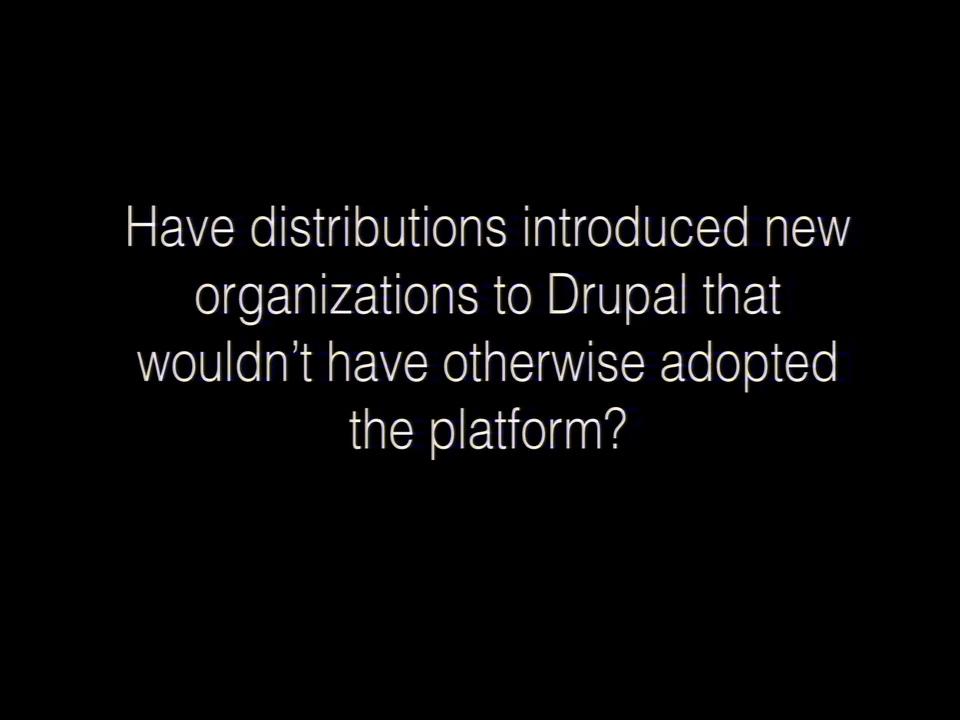 Have distributions introduced new
organizations to Drupal that
wouldn’t have otherwise adopted
the platform?